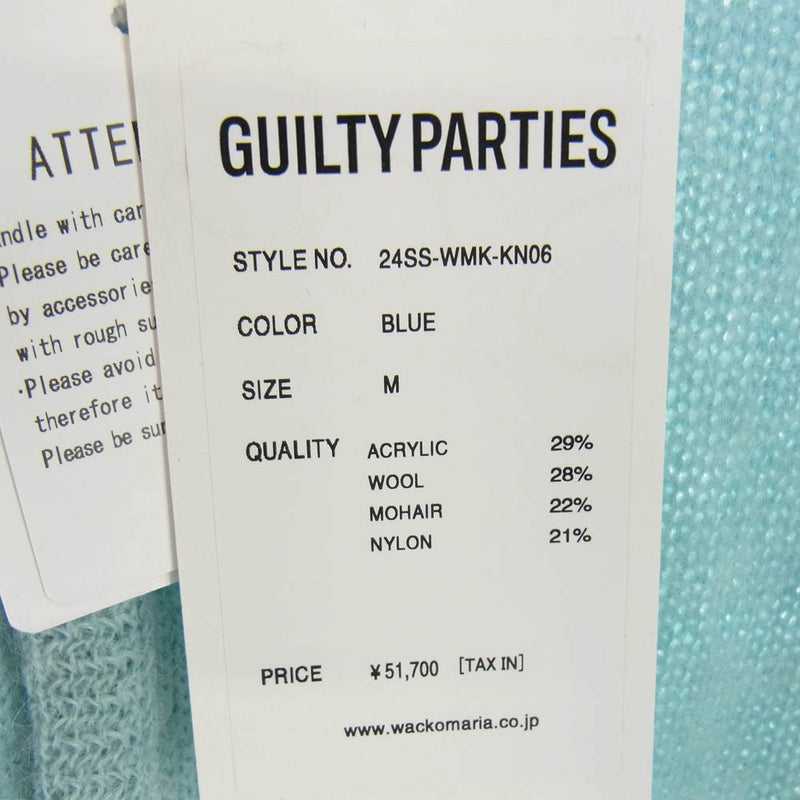 ATTE
ndle with car
Please be care
by accessorie
with rough su
・Please avoid
therefore it
Please be sur
GUILTY PARTIES
STYLE NO. 24SS-WMK-KN06
COLOR BLUE
SIZE M
QUALITY ACRYLIC 29%
WOOL 28%
MOHAIR 22%
NYLON 21%
PRICE ¥51,700 [TAX IN]
www.wackomaria.co.jp